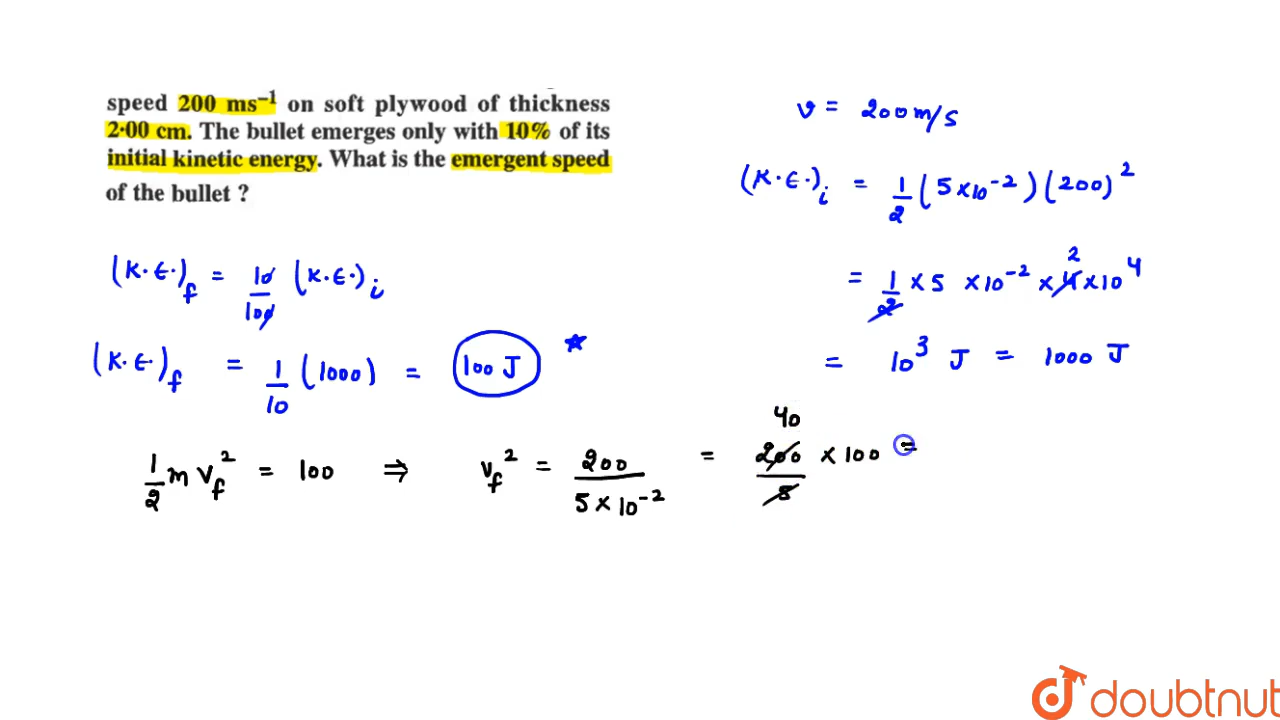 speed 200 ms⁻¹ on soft plywood of thickness
2·00 cm. The bullet emerges only with 10% of its
initial kinetic energy. What is the emergent speed
of the bullet ?
v = 200 m/s
(K.E.)i = 1/2 (5×10⁻²)(200)²
= 1/2 × 5 × 10⁻² × 4 2 × 10⁴
= 10³ J = 1000 J
(K.E.)f = 10/100 (K.E.)i
(K.E.)f = 1/10 (1000) = 100 J
1/2 m vf² = 100 ⇒ vf² = 200/(5×10⁻²) = 200/5 40 × 100 =
doubtnut